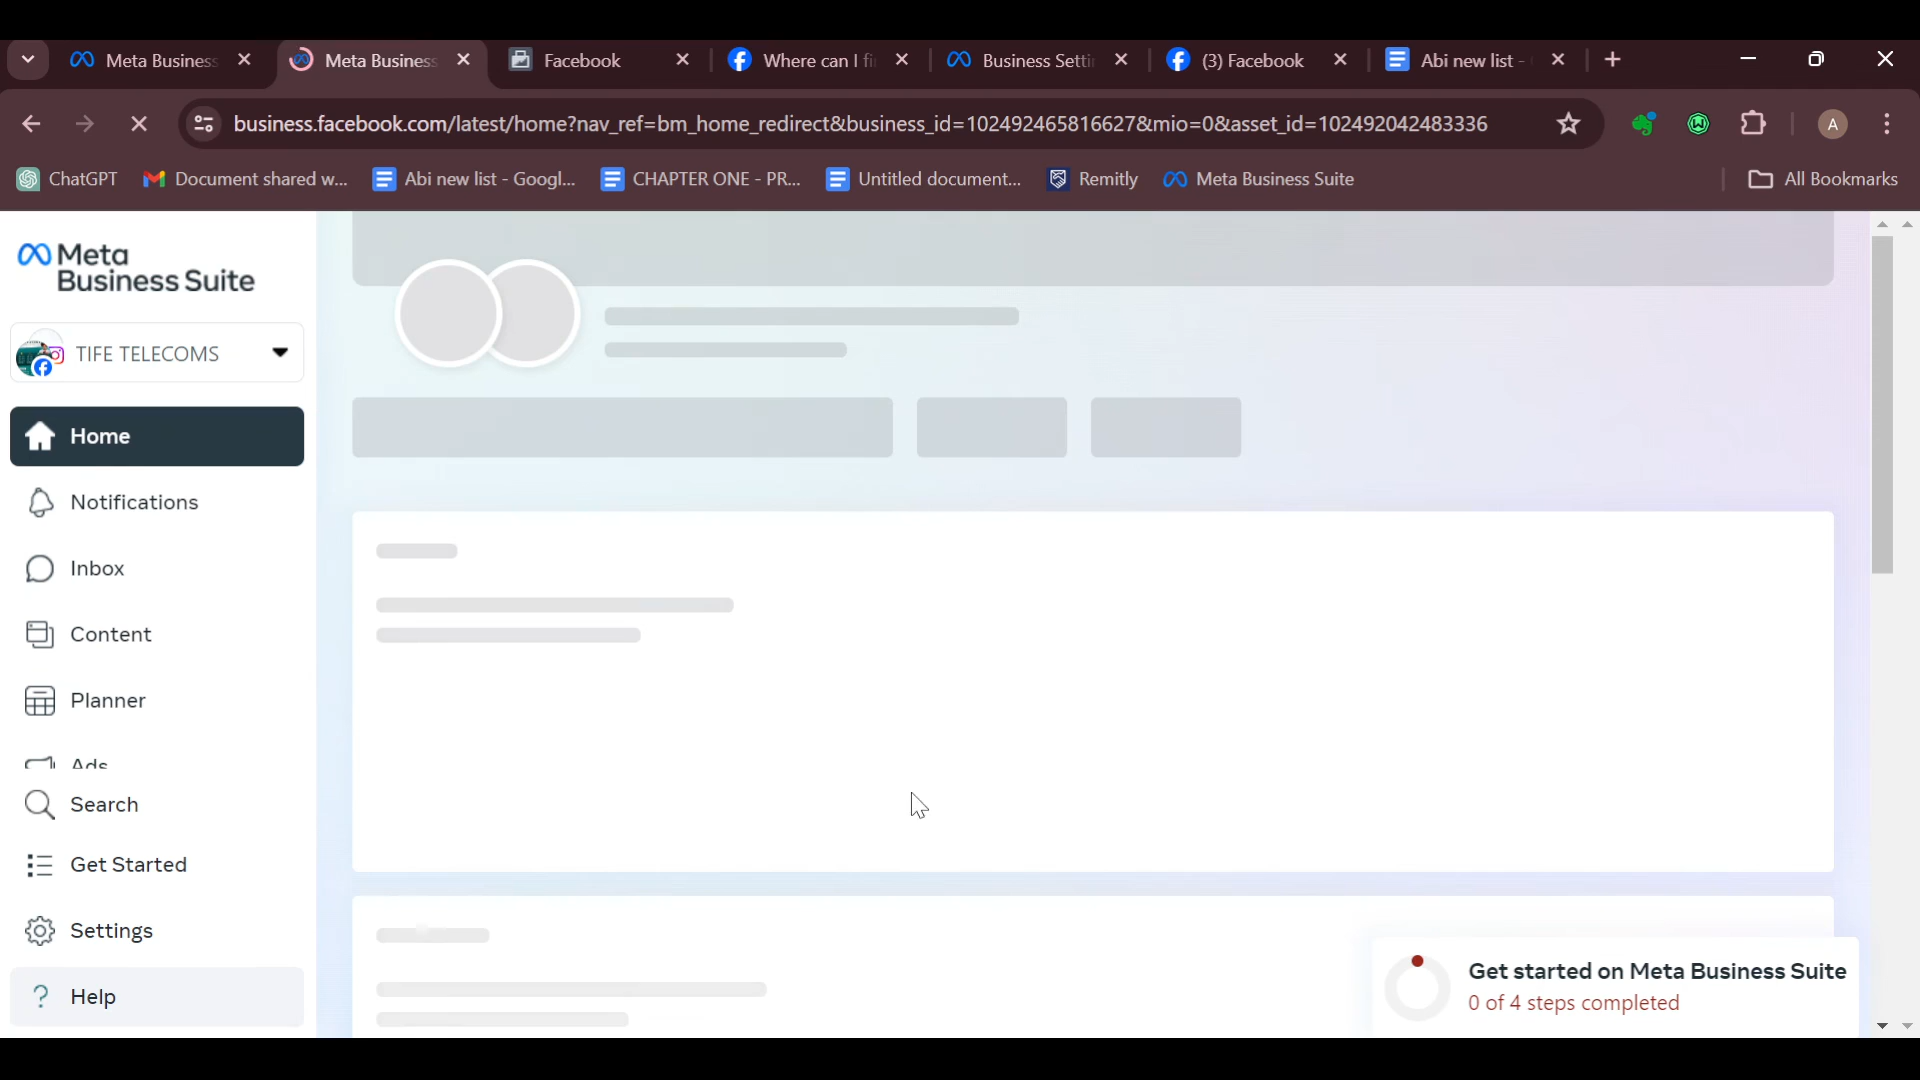 Meta Business
Meta Business
Facebook
Where can I fi
Business Setti
(3) Facebook
Abi new list -
business.facebook.com/latest/home?nav_ref=bm_home_redirect&business_id=102492465816627&mio=0&asset_id=102492042483336
A
ChatGPT
Document shared w...
Abi new list - Googl...
CHAPTER ONE - PR...
Untitled document...
Remitly
Meta Business Suite
All Bookmarks
Meta
Business Suite
TIFE TELECOMS
Home
Notifications
Inbox
Content
Planner
Ads
Search
Get Started
Settings
Help
Get started on Meta Business Suite
0 of 4 steps completed